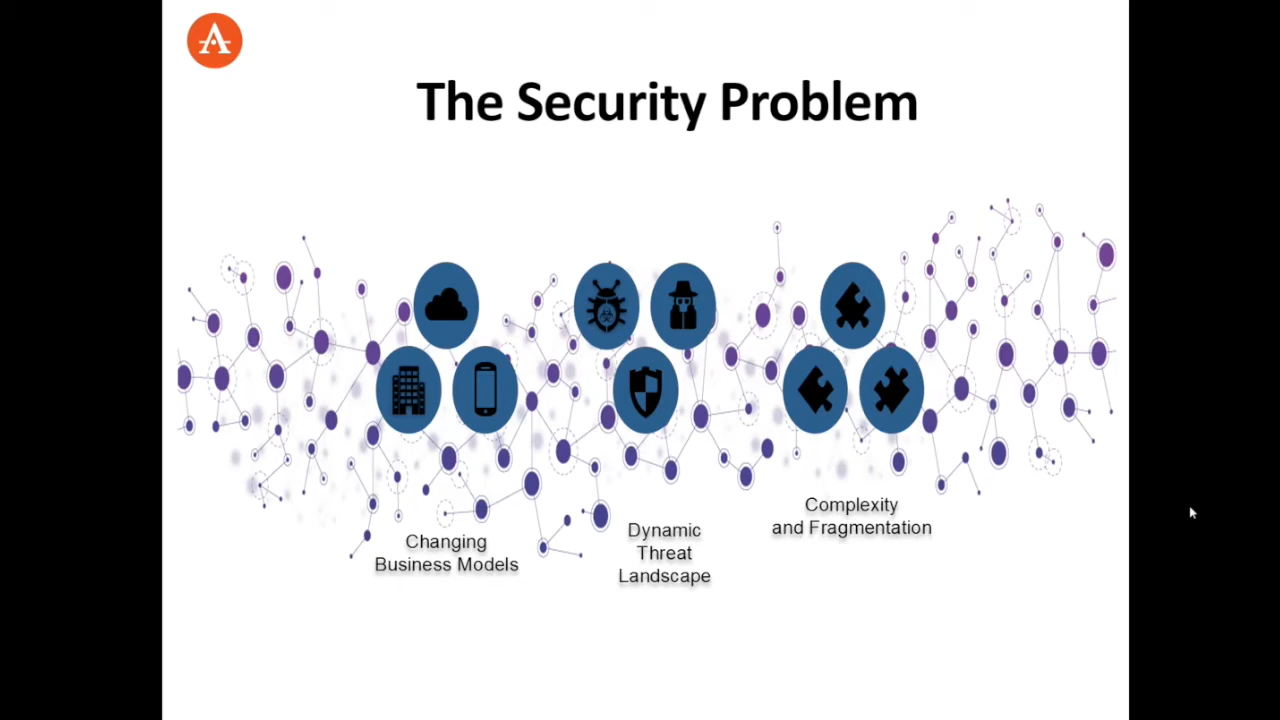 A
The Security Problem
Changing
Business Models
Dynamic
Threat
Landscape
Complexity
and Fragmentation